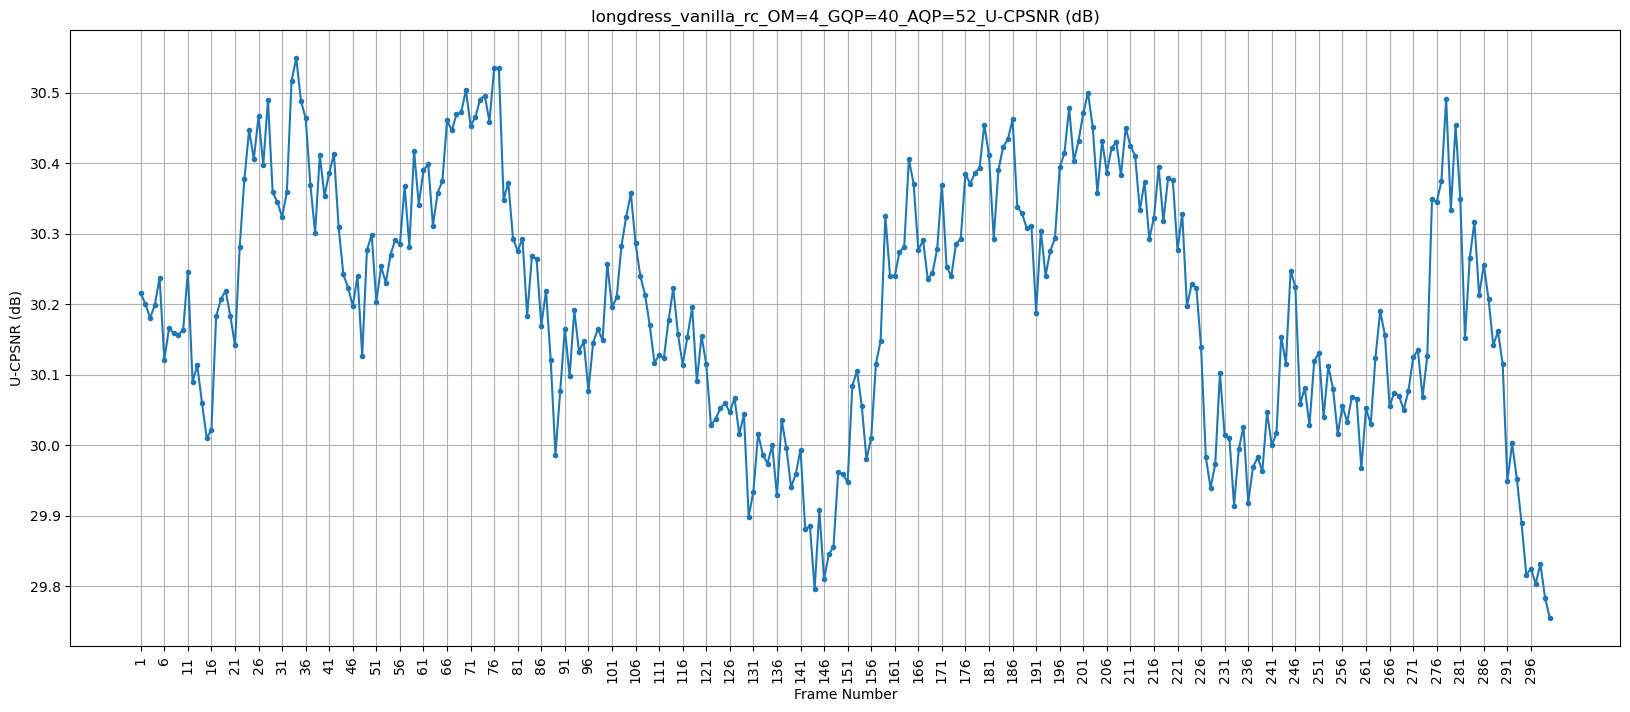 longdress_vanilla_rc_OM=4_GQP=40_AQP=52_U-CPSNR (dB)
U-CPSNR (dB)
30.5
30.4
30.3
30.2
30.1
30.0
29.9
29.8
1 6 11 16 21 26 31 36 41 46 51 56 61 66 71 76 81 86 91 96 101 106 111 116 121 126 131 136 141 146 151 156 161 166 171 176 181 186 191 196 201 206 211 216 221 226 231 236 241 246 251 256 261 266 271 276 281 286 291 296
Frame Number